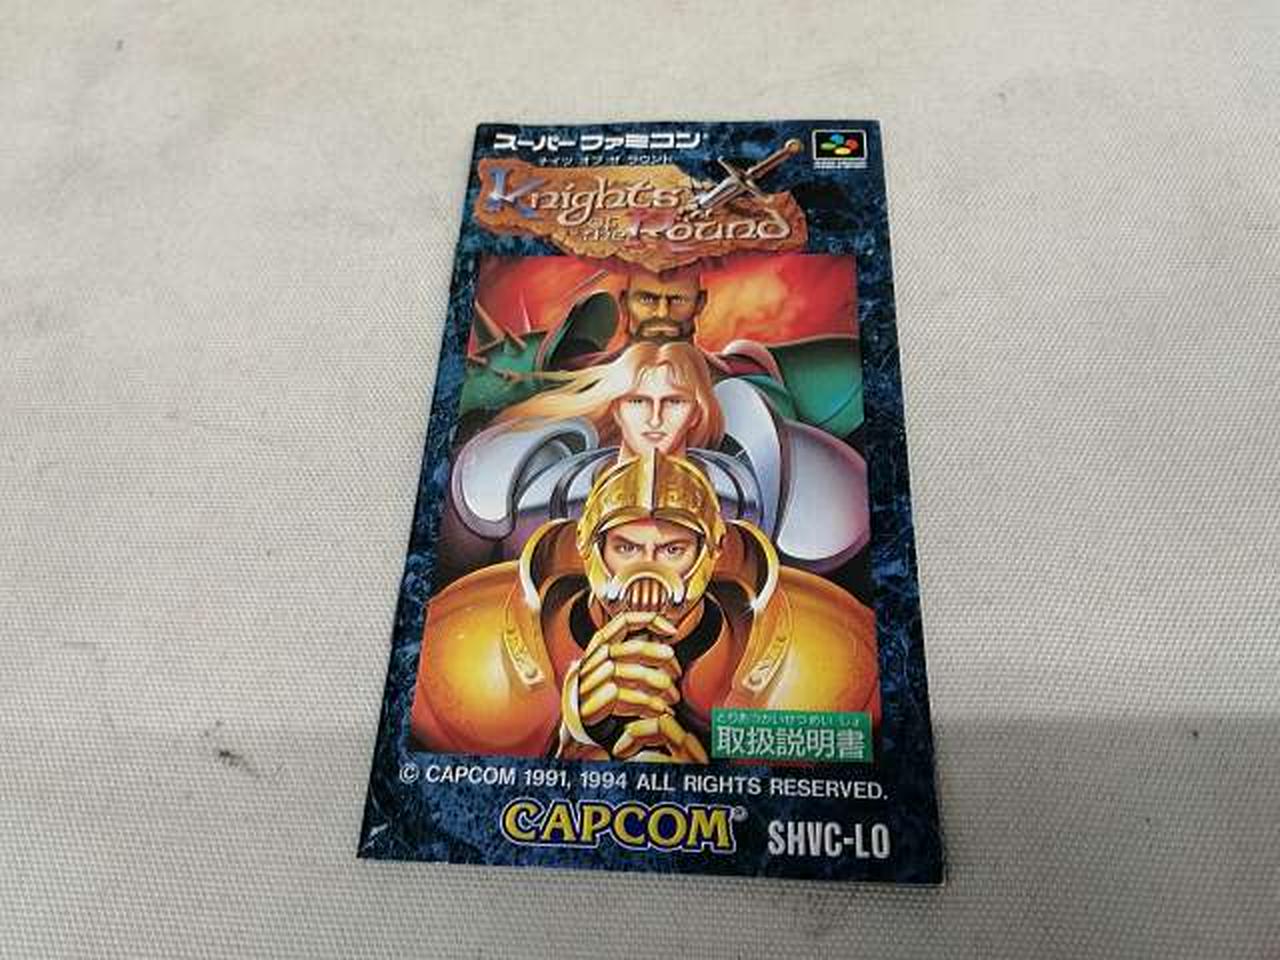 スーパーファミコン
ナイツ オブ ザ ラウンド
Knights
of
the Round
とりあつかいせつめいしょ
取扱説明書
© CAPCOM 1991, 1994 ALL RIGHTS RESERVED.
CAPCOM®
SHVC-LO